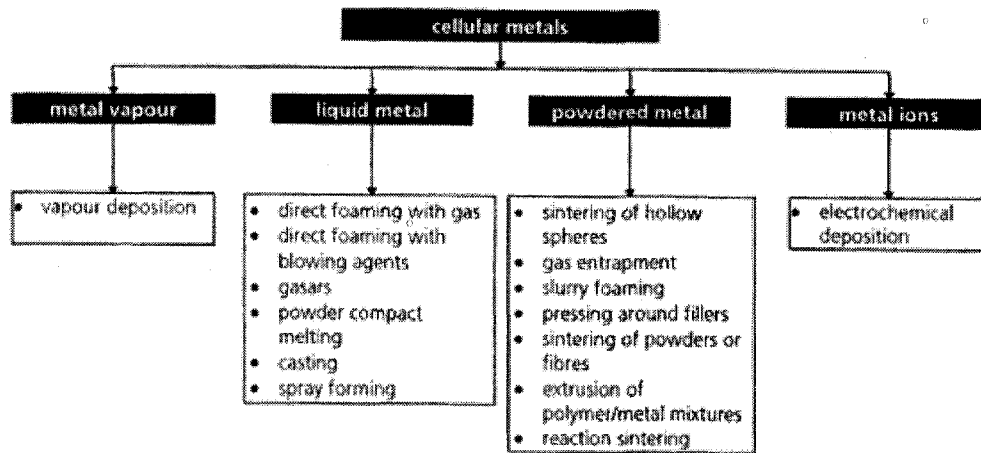 cellular metals
metal vapour
liquid metal
powdered metal
metal ions
• vapour deposition
• direct foaming with gas
• direct foaming with
blowing agents
• gasars
• powder compact
melting
• casting
• spray forming
• sintering of hollow
spheres
• gas entrapment
• slurry foaming
• pressing around fillers
• sintering of powders or
fibres
• extrusion of
polymer/metal mixtures
• reaction sintering
• electrochemical
deposition